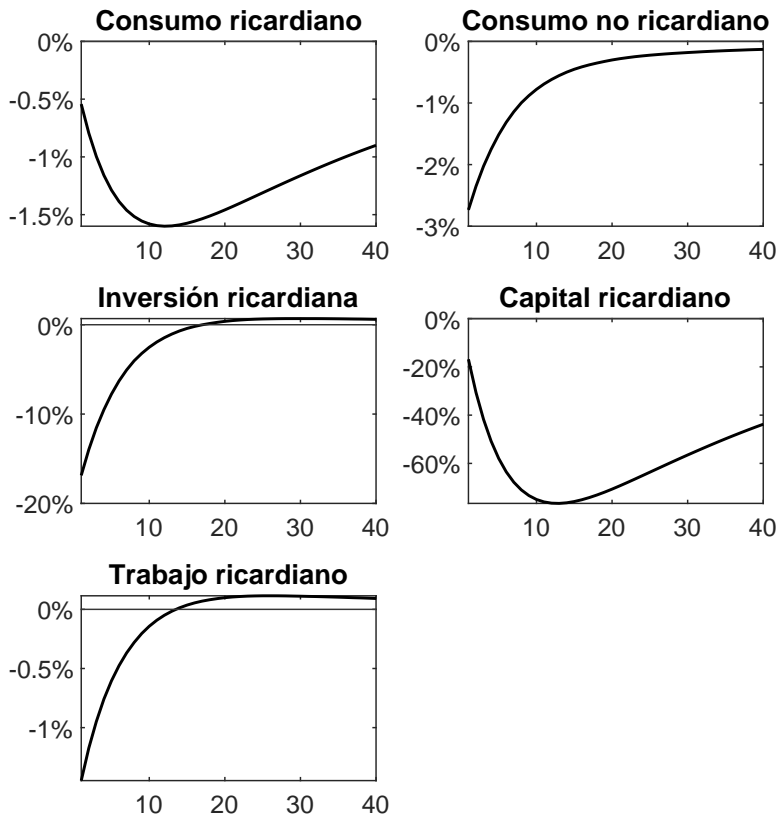 Consumo ricardiano
0%
-0.5%
-1%
-1.5%
10 20 30 40
Consumo no ricardiano
0%
-1%
-2%
-3%
10 20 30 40
Inversión ricardiana
0%
-10%
-20%
10 20 30 40
Capital ricardiano
0%
-20%
-40%
-60%
10 20 30 40
Trabajo ricardiano
0%
-0.5%
-1%
10 20 30 40